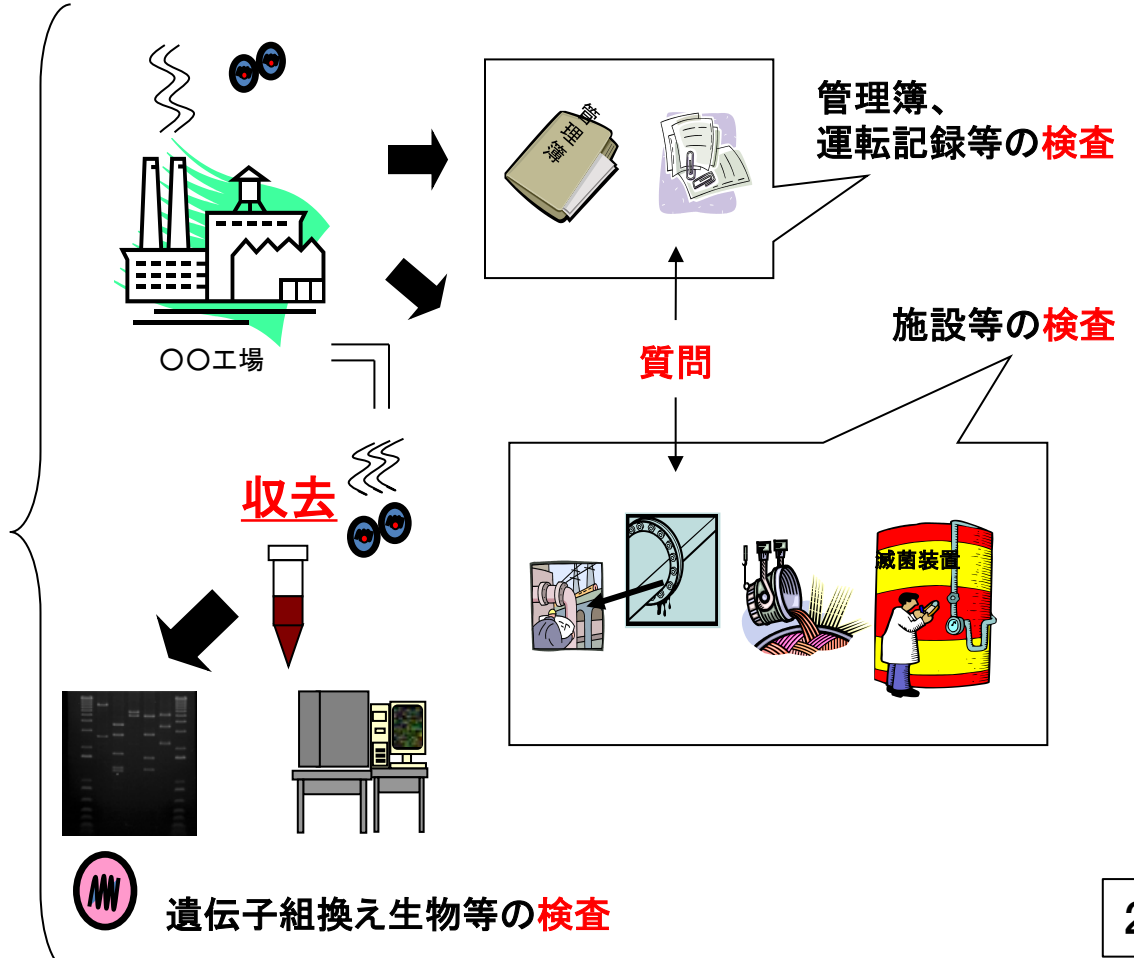 管理簿
管理簿、
運転記録等の検査
〇〇工場
質問
施設等の検査
収去
滅菌装置
遺伝子組換え生物等の検査
2